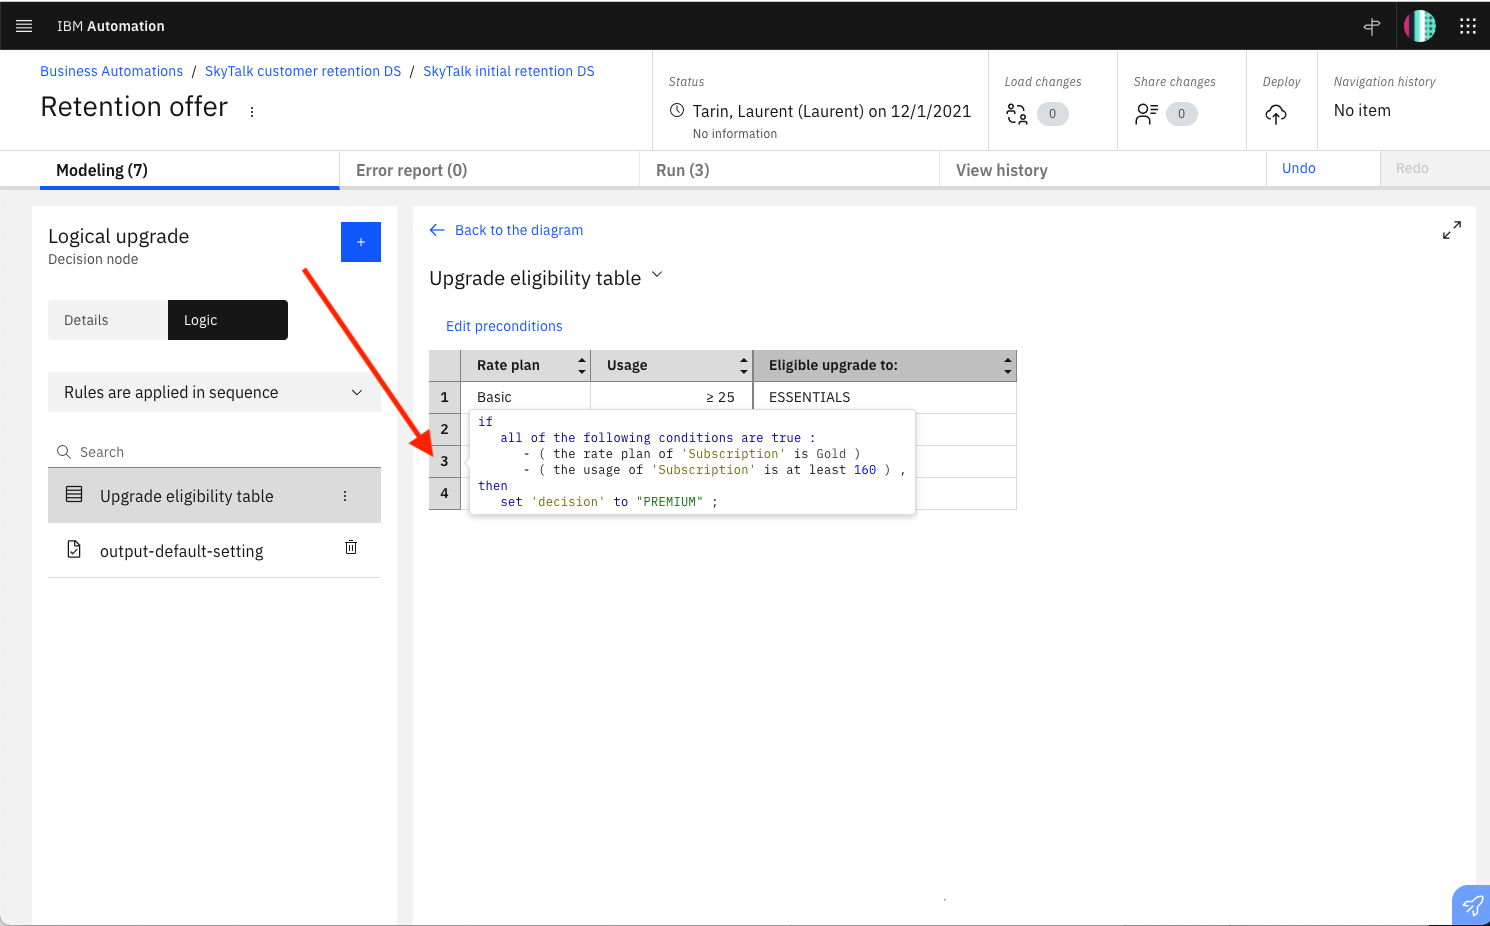 IBM Automation
Business Automations / SkyTalk customer retention DS / SkyTalk initial retention DS
Retention offer
Status
Tarin, Laurent (Laurent) on 12/1/2021
No information
Load changes
0
Share changes
0
Deploy
Navigation history
No item
Modeling (7)
Error report (0)
Run (3)
View history
Undo
Redo
Logical upgrade
Decision node
+
Details
Logic
Rules are applied in sequence
Search
Upgrade eligibility table
output-default-setting
Back to the diagram
Upgrade eligibility table
Edit preconditions
Rate plan Usage Eligible upgrade to:
1 Basic ≥ 25 ESSENTIALS
2
3
4
if
all of the following conditions are true :
- ( the rate plan of 'Subscription' is Gold )
- ( the usage of 'Subscription' is at least 160 ) ,
then
set 'decision' to "PREMIUM" ;